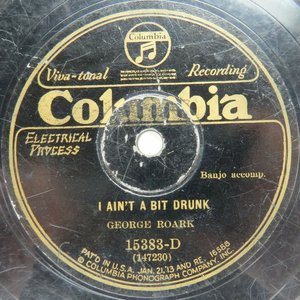 Columbia
Viva-tonal Recording
Columbia
ELECTRICAL
PROCESS
Banjo accomp.
I AIN'T A BIT DRUNK
GEORGE ROARK
15383-D
(147230)
PAT'D IN U.S.A. JAN. 21, '13 AND RE. 16588
© COLUMBIA PHONOGRAPH COMPANY, INC.